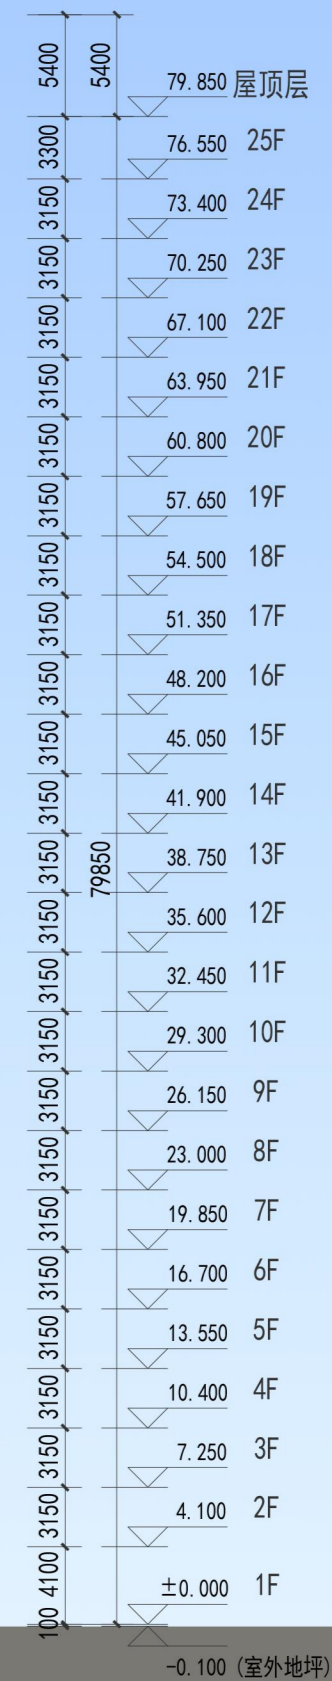 5400 5400
79.850 屋顶层
3300
76.550 25F
3150
73.400 24F
3150
70.250 23F
3150
67.100 22F
3150
63.950 21F
3150
60.800 20F
3150
57.650 19F
3150
54.500 18F
3150
51.350 17F
3150
48.200 16F
3150
45.050 15F
3150
41.900 14F
3150
79850
38.750 13F
3150
35.600 12F
3150
32.450 11F
3150
29.300 10F
3150
26.150 9F
3150
23.000 8F
3150
19.850 7F
3150
16.700 6F
3150
13.550 5F
3150
10.400 4F
3150
7.250 3F
3150
4.100 2F
4100
±0.000 1F
100
-0.100 (室外地坪)